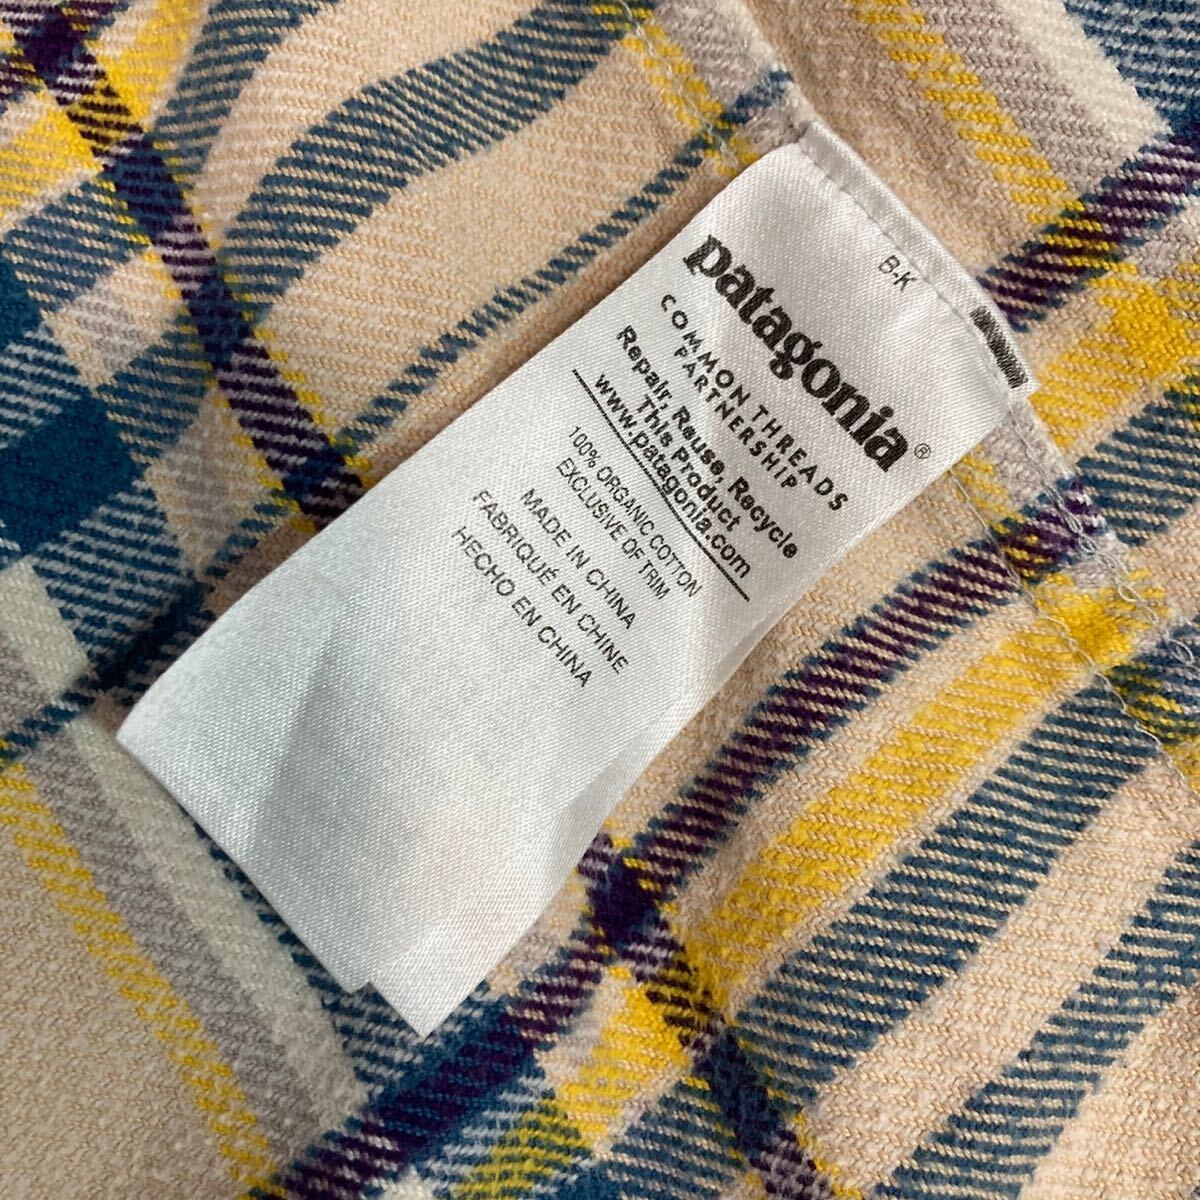 B-K
patagonia®
COMMON THREADS
PARTNERSHIP
Repair, Reuse, Recycle
This Product
www.patagonia.com
100% ORGANIC COTTON
EXCLUSIVE OF TRIM
MADE IN CHINA
FABRIQUÉ EN CHINE
HECHO EN CHINA